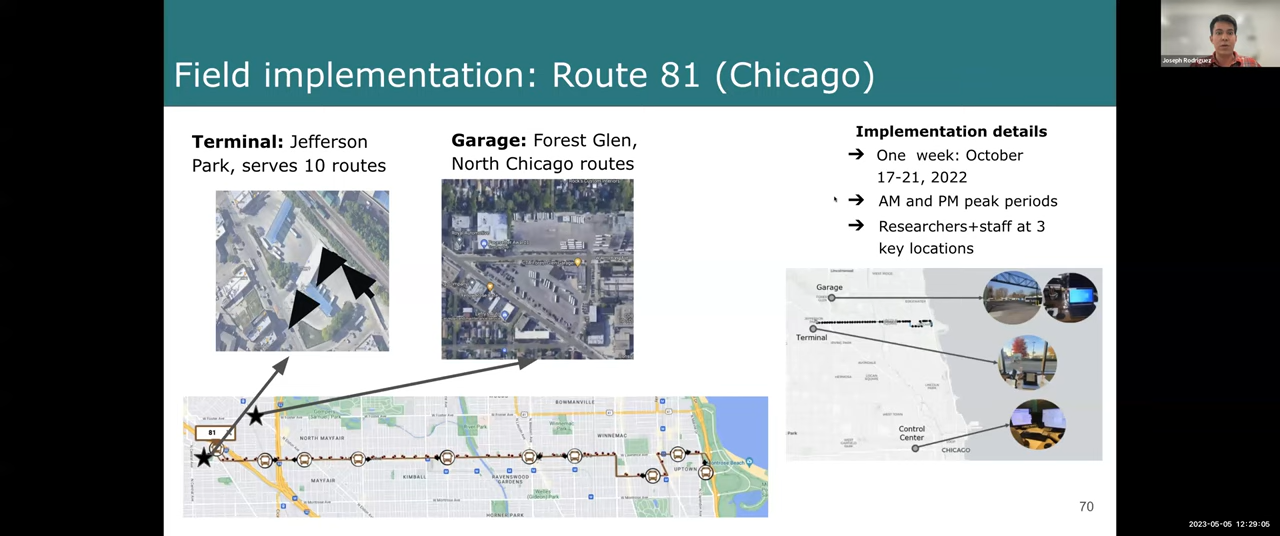 Field implementation: Route 81 (Chicago)
Joseph Rodriguez
Terminal: Jefferson
Park, serves 10 routes
Garage: Forest Glen,
North Chicago routes
Implementation details
➔ One week: October
17-21, 2022
➔ AM and PM peak periods
➔ Researchers+staff at 3
key locations
Garage
Terminal
Control
Center
CHICAGO
81
BOWMANVILLE
NORTH MAYFAIR
WINNEMAC
MAYFAIR
KIMBALL
RAVENSWOOD
GARDENS
UPTOWN
HORNER PARK
70
2023-05-05 12:29:05